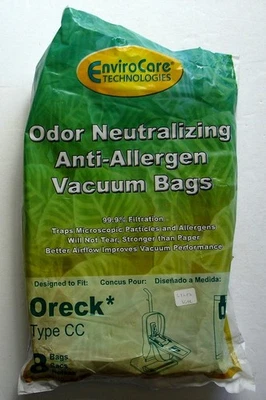 EnviroCare
TECHNOLOGIES
Odor Neutralizing
Anti-Allergen
Vacuum Bags
99.9% Filtration
Traps Microscopic Particles and Allergens
Will Not Tear, Stronger than Paper
Better Airflow Improves Vacuum Performance
Designed to Fit: Concus Pour: Diseñado a Medida:
Oreck*
Type CC
8 Bags
Sacs